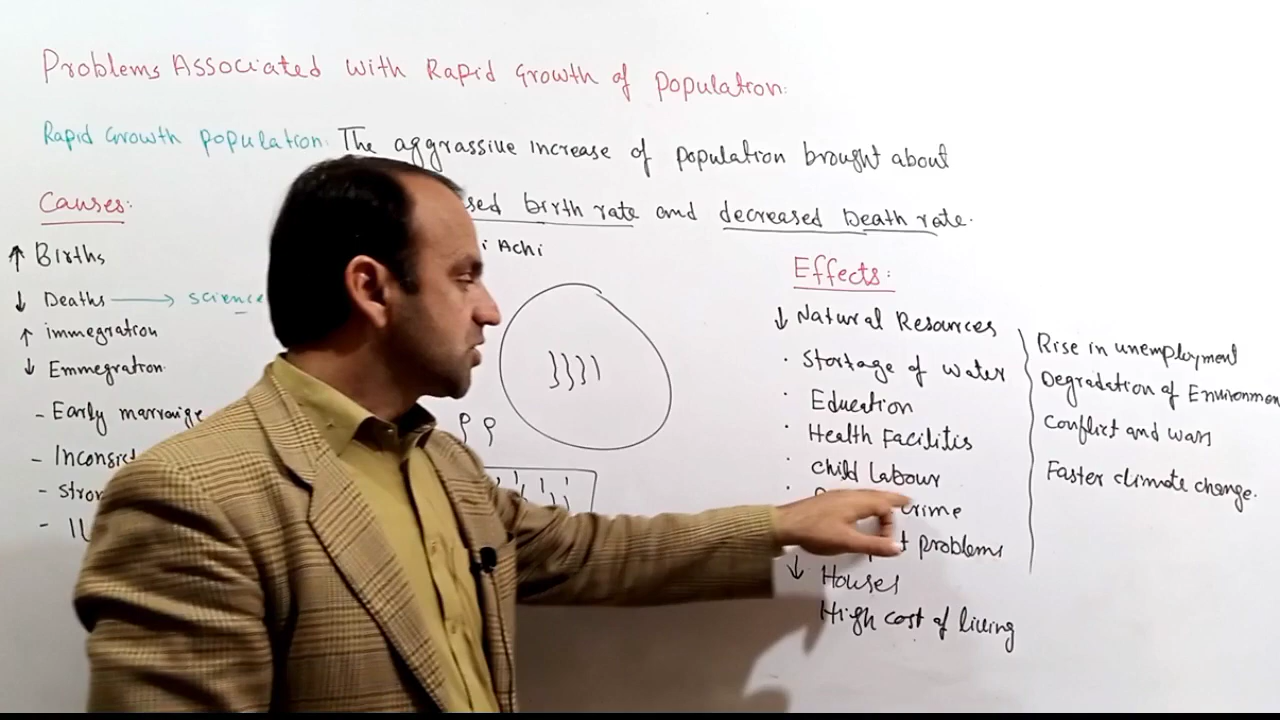 Problems Associated with Rapid Growth of population:
Rapid Growth population: The aggrassive increase of population brought about
sed birth rate and decreased Death rate.
Causes:
↑ Births
↓ Deaths → science
↑ immegration
↓ Emmegration
- Early marraige
- Inconsist
- stron
i Achi
Effects:
↓ Natural Resources
· Stortage of water
· Education
· Health Facilitis
· child labour
crime
t problems
↓ Houses
High cost of living
Rise in unemployment
Degradation of Environmen
Conflict and wars
Faster climate change.